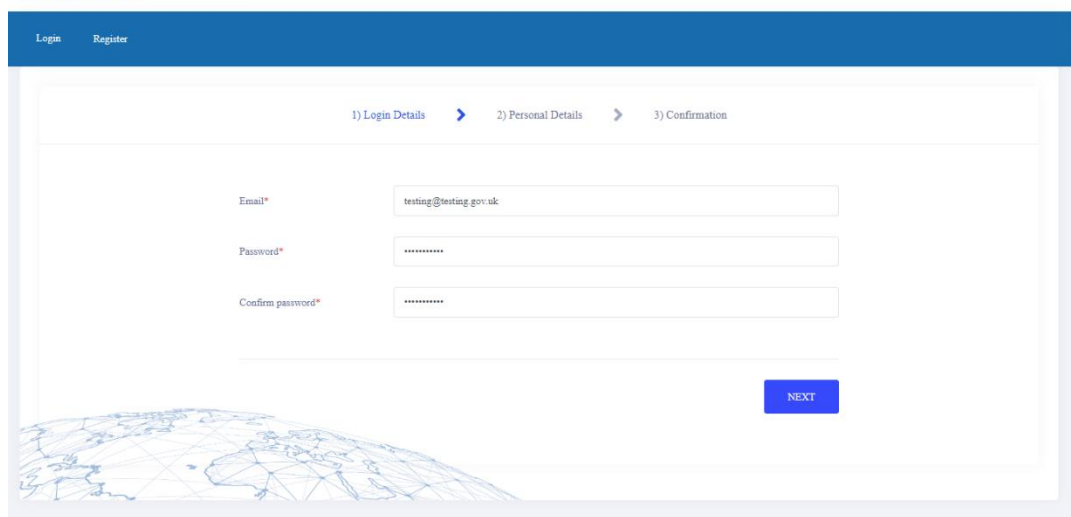 Login Register
1) Login Details 2) Personal Details 3) Confirmation
Email* testing@testing.gov.uk
Password* •••••••••••
Confirm password* •••••••••••
NEXT